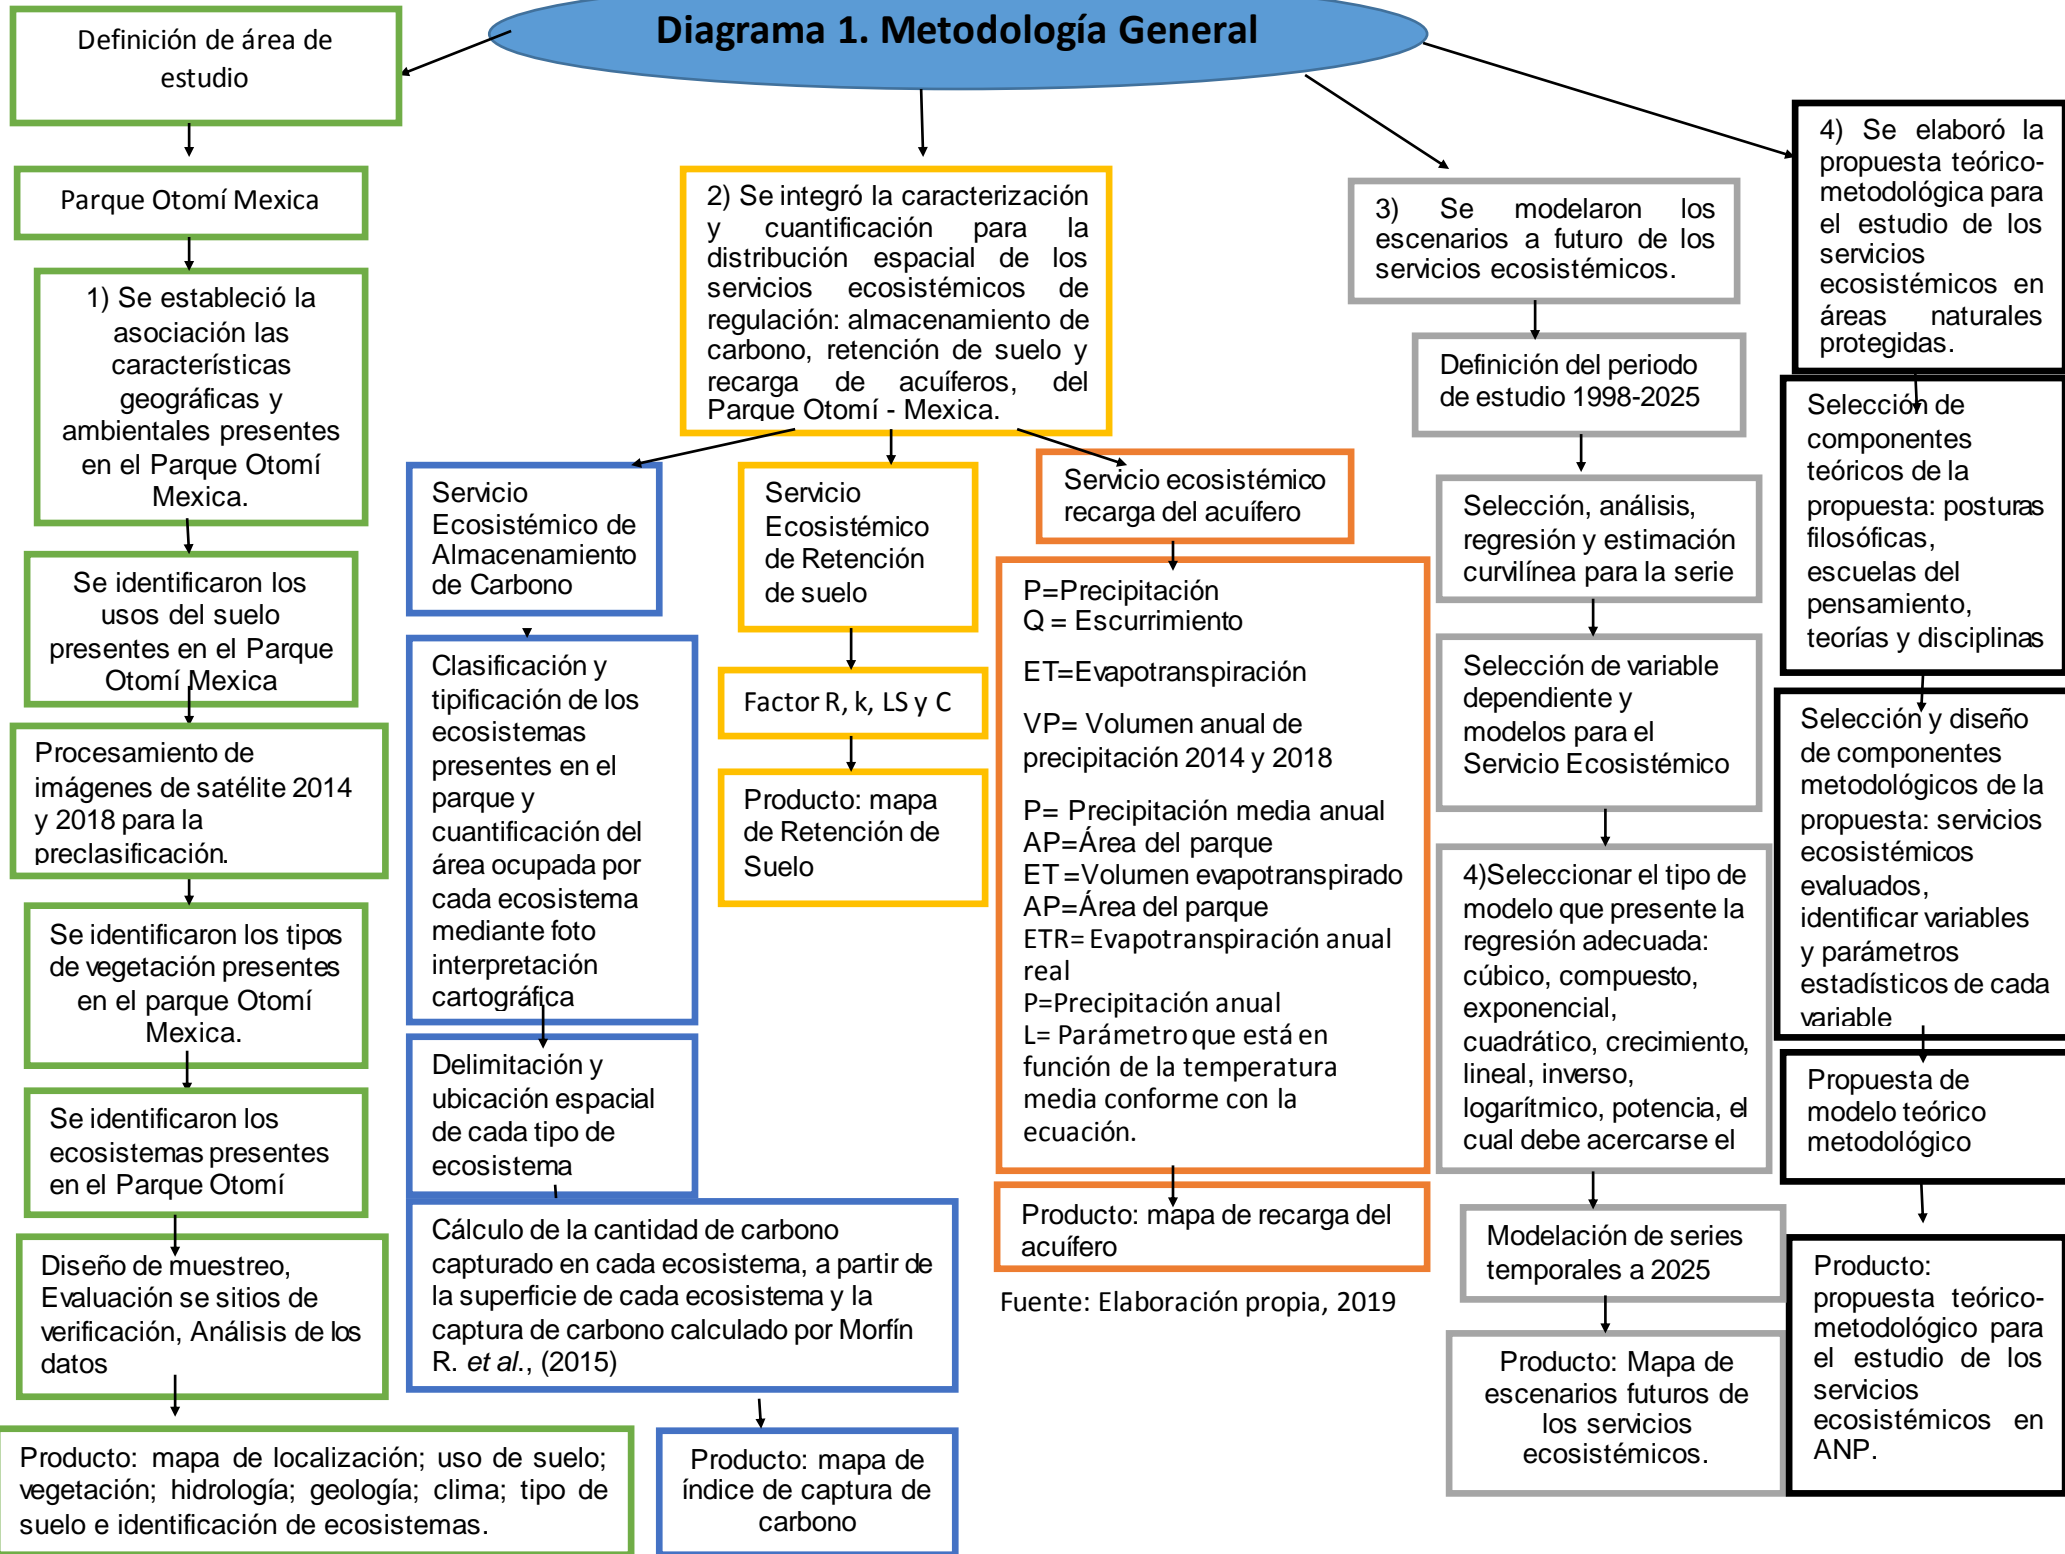 Diagrama 1. Metodología General
Definición de área de
estudio
Parque Otomí Mexica
1) Se estableció la
asociación las
características
geográficas y
ambientales presentes
en el Parque Otomí
Mexica.
Se identificaron los
usos del suelo
presentes en el Parque
Otomí Mexica
Procesamiento de
imágenes de satélite 2014
y 2018 para la
preclasificación.
Se identificaron los tipos
de vegetación presentes
en el parque Otomí
Mexica.
Se identificaron los
ecosistemas presentes
en el Parque Otomí
Diseño de muestreo,
Evaluación se sitios de
verificación, Análisis de los
datos
Producto: mapa de localización; uso de suelo;
vegetación; hidrología; geología; clima; tipo de
suelo e identificación de ecosistemas.
2) Se integró la caracterización
y cuantificación para la
distribución espacial de los
servicios ecosistémicos de
regulación: almacenamiento de
carbono, retención de suelo y
recarga de acuíferos, del
Parque Otomí - Mexica.
Servicio
Ecosistémico de
Almacenamiento
de Carbono
Clasificación y
tipificación de los
ecosistemas
presentes en el
parque y
cuantificación del
área ocupada por
cada ecosistema
mediante foto
interpretación
cartográfica
Delimitación y
ubicación espacial
de cada tipo de
ecosistema
Cálculo de la cantidad de carbono
capturado en cada ecosistema, a partir de
la superficie de cada ecosistema y la
captura de carbono calculado por Morfín
R. et al., (2015)
Producto: mapa de
índice de captura de
carbono
Servicio
Ecosistémico
de Retención
de suelo
Factor R, k, LS y C
Producto: mapa
de Retención de
Suelo
Servicio ecosistémico
recarga del acuífero
P=Precipitación
Q = Escurrimiento
ET=Evapotranspiración
VP= Volumen anual de
precipitación 2014 y 2018
P= Precipitación media anual
AP=Área del parque
ET =Volumen evapotranspirado
AP=Área del parque
ETR= Evapotranspiración anual
real
P=Precipitación anual
L= Parámetro que está en
función de la temperatura
media conforme con la
ecuación.
Producto: mapa de recarga del
acuífero
Fuente: Elaboración propia, 2019
3) Se modelaron los
escenarios a futuro de los
servicios ecosistémicos.
Definición del periodo
de estudio 1998-2025
Selección, análisis,
regresión y estimación
curvilínea para la serie
Selección de variable
dependiente y
modelos para el
Servicio Ecosistémico
4)Seleccionar el tipo de
modelo que presente la
regresión adecuada:
cúbico, compuesto,
exponencial,
cuadrático, crecimiento,
lineal, inverso,
logarítmico, potencia, el
cual debe acercarse el
Modelación de series
temporales a 2025
Producto: Mapa de
escenarios futuros de
los servicios
ecosistémicos.
4) Se elaboró la
propuesta teórico-
metodológica para
el estudio de los
servicios
ecosistémicos en
áreas naturales
protegidas.
Selección de
componentes
teóricos de la
propuesta: posturas
filosóficas,
escuelas del
pensamiento,
teorías y disciplinas
Selección y diseño
de componentes
metodológicos de la
propuesta: servicios
ecosistémicos
evaluados,
identificar variables
y parámetros
estadísticos de cada
variable
Propuesta de
modelo teórico
metodológico
Producto:
propuesta teórico-
metodológico para
el estudio de los
servicios
ecosistémicos en
ANP.